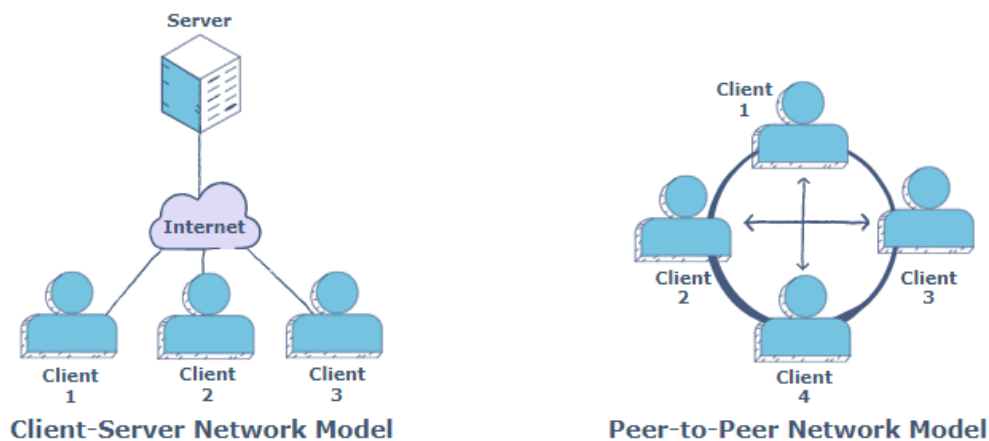 Server
Internet
Client
1
Client
2
Client
3
Client-Server Network Model
Client
1
Client
2
Client
3
Client
4
Peer-to-Peer Network Model